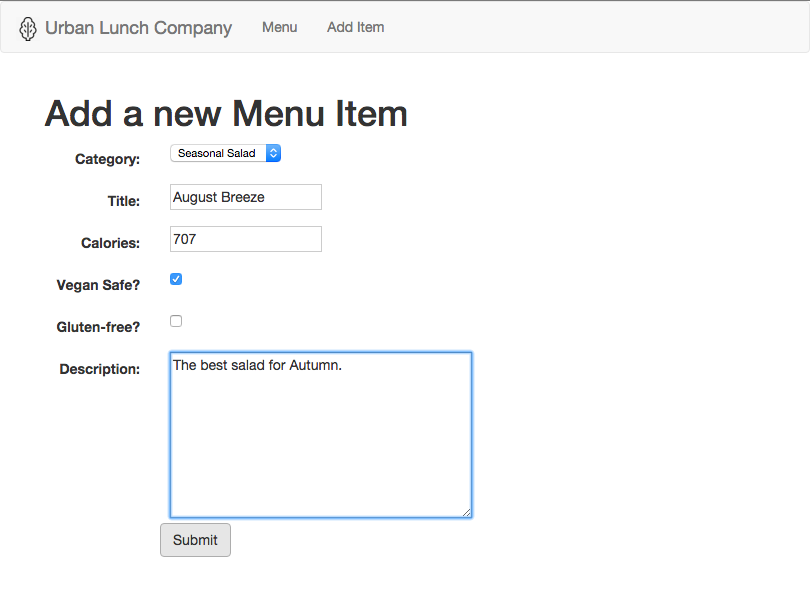 Urban Lunch Company Menu Add Item
Add a new Menu Item
Category: Seasonal Salad
Title: August Breeze
Calories: 707
Vegan Safe?
Gluten-free?
Description: The best salad for Autumn.
Submit